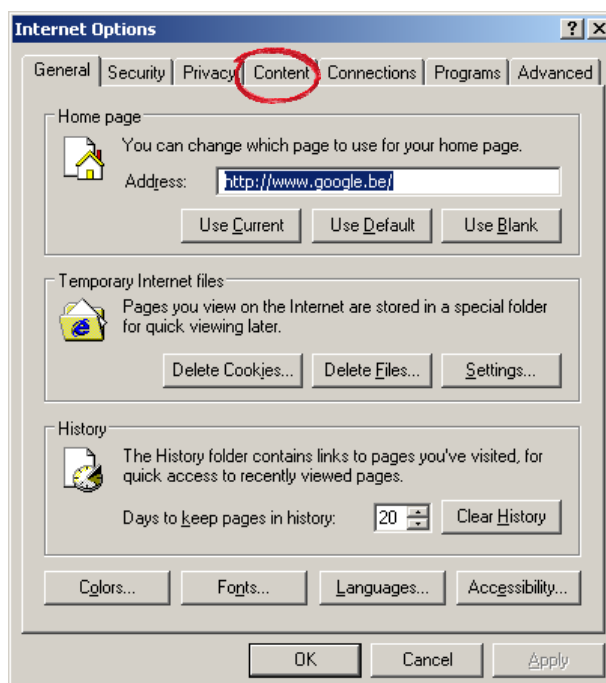 Internet Options
General Security Privacy Content Connections Programs Advanced
Home page
You can change which page to use for your home page.
Address: http://www.google.be/
Use Current Use Default Use Blank
Temporary Internet files
Pages you view on the Internet are stored in a special folder
for quick viewing later.
Delete Cookies... Delete Files... Settings...
History
The History folder contains links to pages you've visited, for
quick access to recently viewed pages.
Days to keep pages in history: 20 Clear History
Colors... Fonts... Languages... Accessibility...
OK Cancel Apply